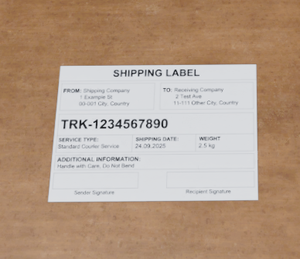 SHIPPING LABEL
FROM: Shipping Company
1 Example St.
00-001 City, Country
TO: Receiving Company
2 Test Ave
11-111 Other City, Country
TRK-1234567890
SERVICE TYPE:
Standard Courier Service
SHIPPING DATE:
24.09.2025
WEIGHT
2,5 kg
ADDITIONAL INFORMATION:
Handle with Care, Do Not Bend
Sender Signature
Recipient Signature